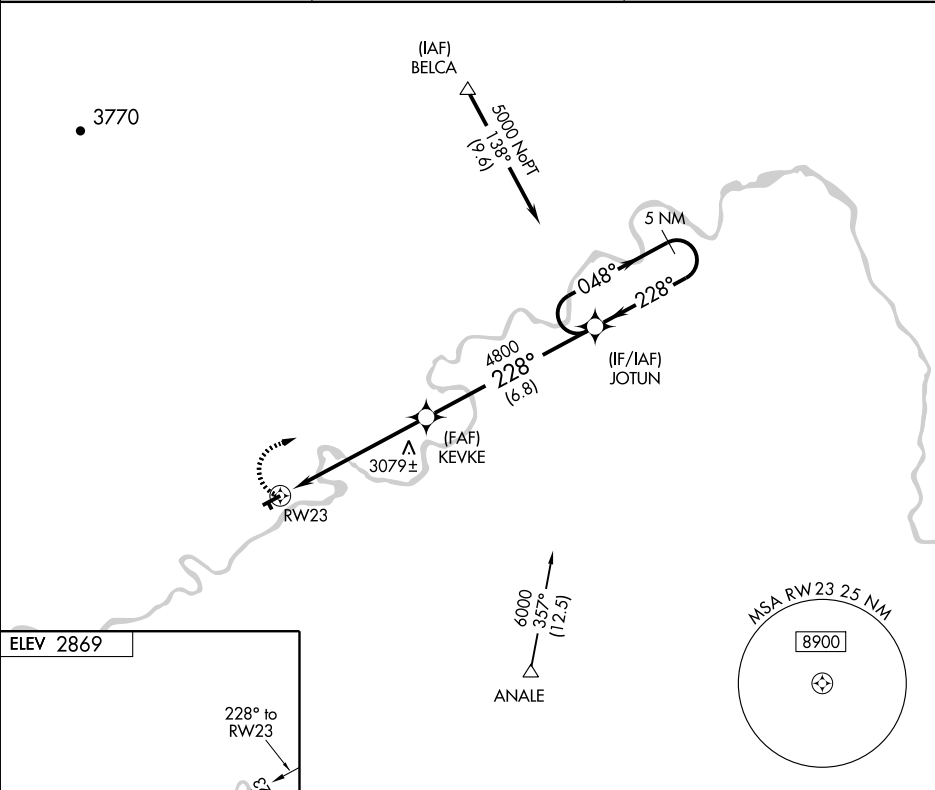 (IAF)
BELCA
3770
5000 NoPT
138°
(9.6)
5 NM
048°
228°
4800
228°
(6.8)
(IF/IAF)
JOTUN
(FAF)
KEVKE
3079±
RW23
6000
357°
(12.5)
ANALE
MSA RW23 25 NM
8900
ELEV 2869
228° to
RW23